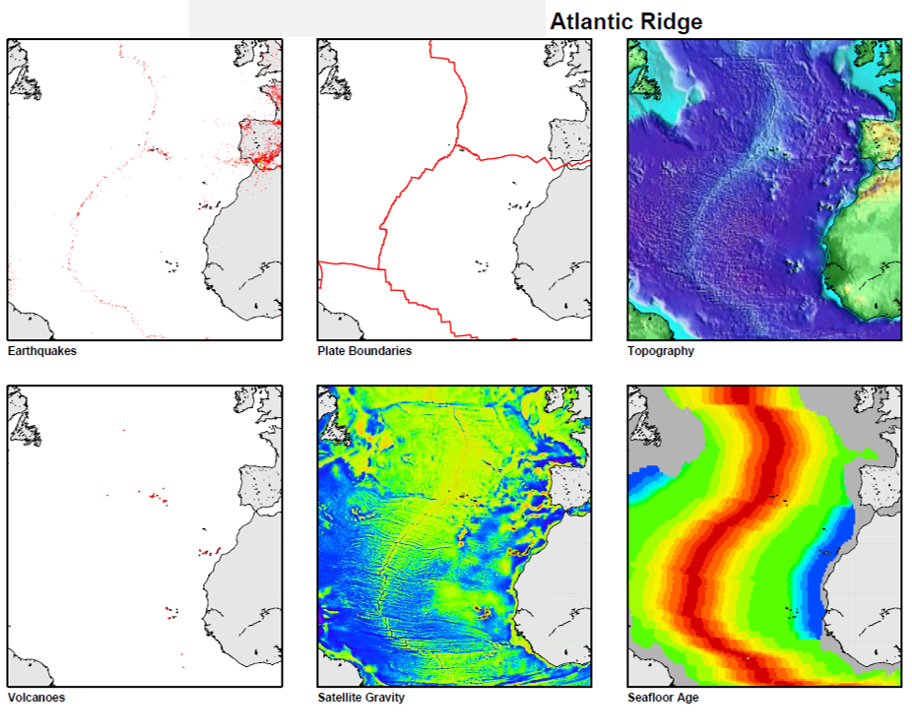 Atlantic Ridge
Earthquakes
Plate Boundaries
Topography
Volcanoes
Satellite Gravity
Seafloor Age